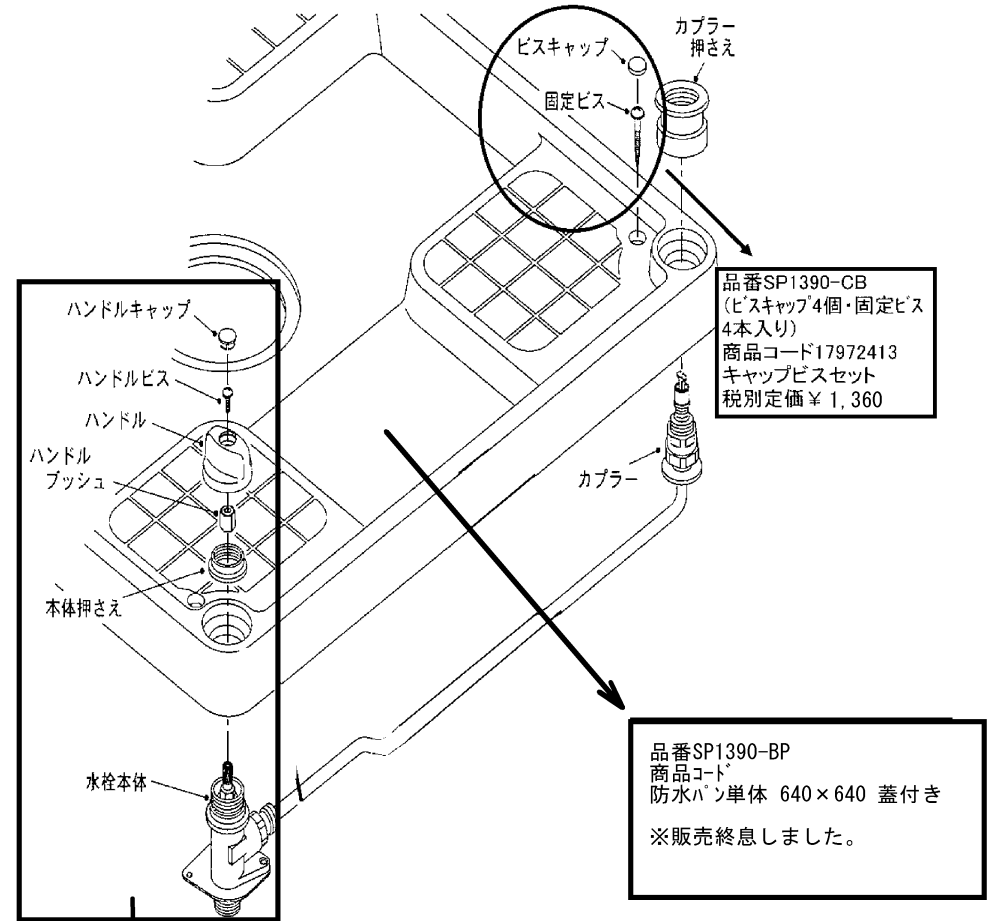 ビスキャップ
カプラー
押さえ
固定ビス
品番SP1390-CB
(ビスキャップ4個・固定ビス
4本入り)
商品コード17972413
キャップビスセット
税別定価¥1,360
ハンドルキャップ
ハンドルビス
ハンドル
ハンドル
ブッシュ
本体押さえ
カプラー
水栓本体
品番SP1390-BP
商品コード
防水パン単体 640×640 蓋付き
※販売終息しました。